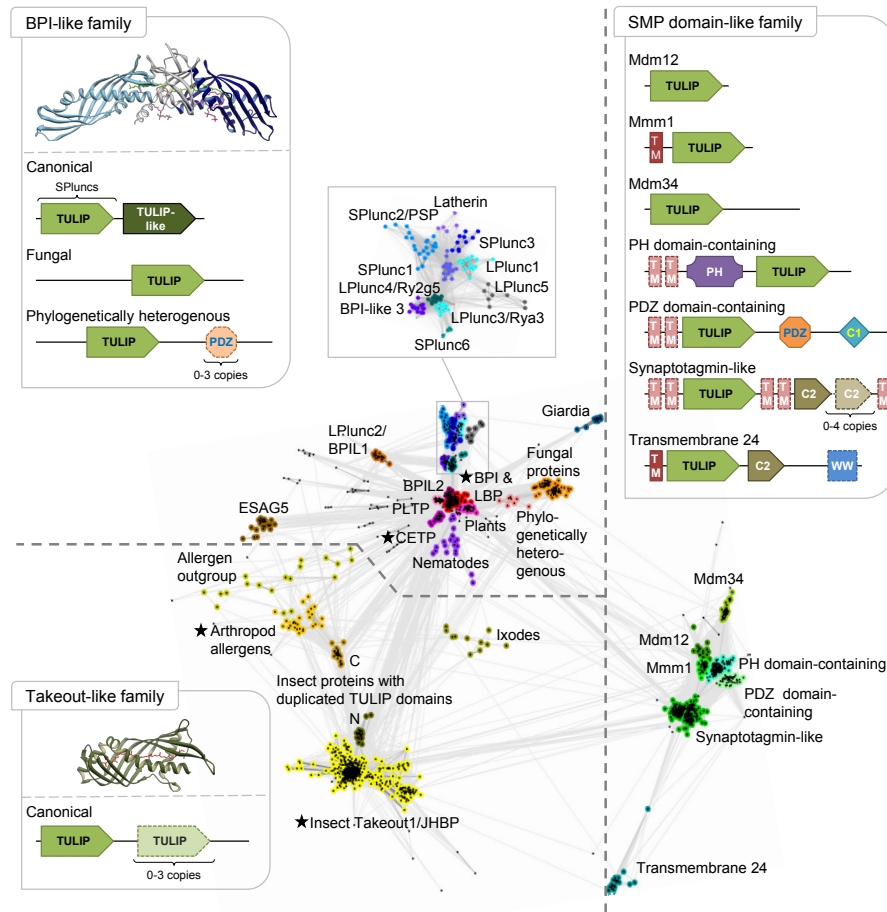 BPI-like family
Canonical
SPluncs
TULIP
TULIP-
like
Fungal
TULIP
Phylogenetically heterogenous
TULIP
PDZ
0-3 copies
SMP domain-like family
Mdm12
TULIP
Mmm1
T
M
TULIP
Mdm34
TULIP
PH domain-containing
T
M
T
M
PH
TULIP
PDZ domain-containing
T
M
T
M
TULIP
PDZ
C1
Synaptotagmin-like
T
M
T
M
TULIP
T
M
T
M
C2
C2
T
M
0-4 copies
Transmembrane 24
T
M
TULIP
C2
WW
Latherin
SPlunc2/PSP
SPlunc3
SPlunc1
LPlunc1
LPlunc4/Ry2g5
LPlunc5
BPI-like 3
LPlunc3/Rya3
SPlunc6
Giardia
LPlunc2/
BPIL1
Fungal
proteins
BPIL2
★BPI &
LBP
ESAG5
PLTP
Plants
Phylo-
genetically
hetero-
genous
★CETP
Nematodes
Allergen
outgroup
★Arthropod
allergens
Ixodes
C
Insect proteins with
duplicated TULIP domains
N
★Insect Takeout1/JHBP
Mdm34
Mdm12
Mmm1
PH domain-containing
PDZ domain-
containing
Synaptotagmin-like
Transmembrane 24
Takeout-like family
Canonical
TULIP
TULIP
0-3 copies